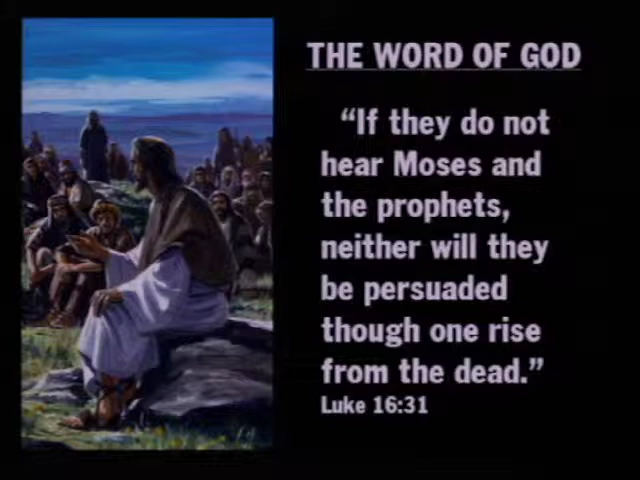 THE WORD OF GOD
“If they do not
hear Moses and
the prophets,
neither will they
be persuaded
though one rise
from the dead.”
Luke 16:31